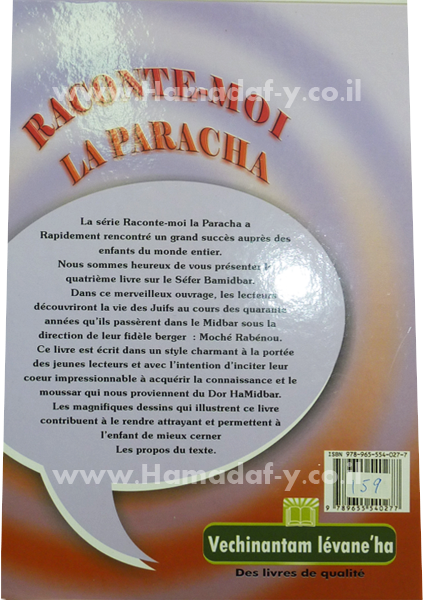 www.Hamadaf-y.co.il
RACONTE-MOI
LA PARACHA
La série Raconte-moi la Paracha a
Rapidement rencontré un grand succès auprès des
enfants du monde entier.
Nous sommes heureux de vous présenter
quatrième livre sur le Séfer Bamidbar.
Dans ce merveilleux ouvrage, les lecteurs
découvriront la vie des Juifs au cours des quarante
années qu'ils passèrent dans le Midbar sous la
direction de leur fidèle berger : Moché Rabénou.
Ce livre est écrit dans un style charmant à la portée
des jeunes lecteurs et avec l'intention d'inciter leur
coeur impressionnable à acquérir la connaissance et le
moussar qui nous proviennent du Dor HaMidbar.
Les magnifiques dessins qui illustrent ce livre
contribuent à le rendre attrayant et permettent à
l'enfant de mieux cerner
Les propos du texte.
www.Hamadaf-y.co.il
ISBN 978-965-554-027-7
159
9 789655 540277
Vechinantam lévane'ha
Des livres de qualité